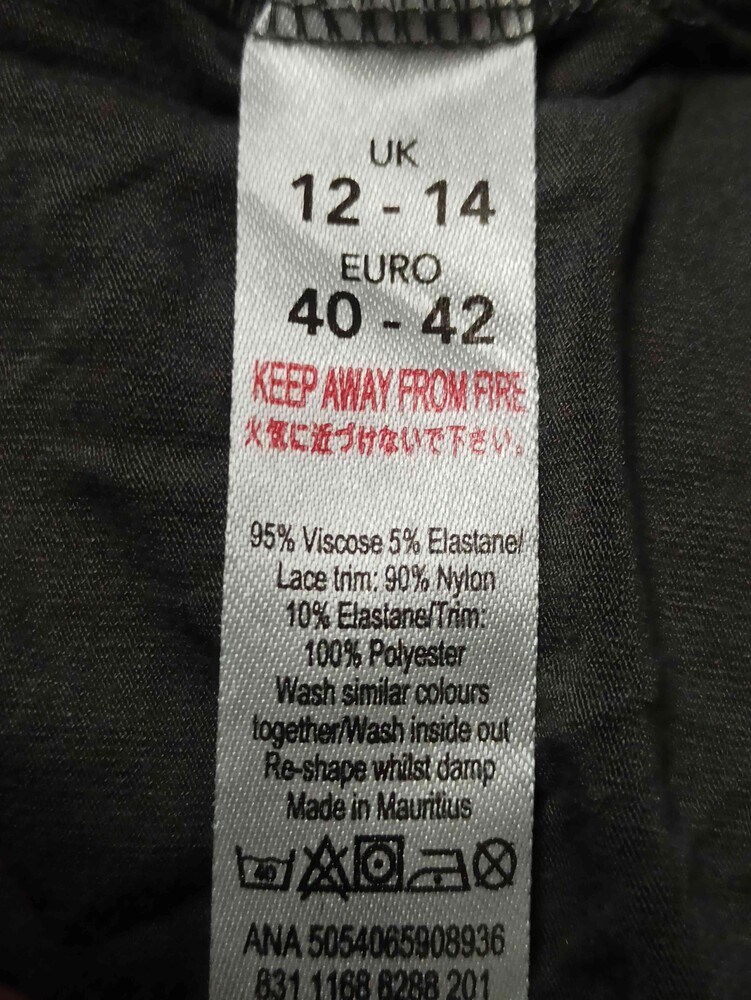 UK
12 - 14
EURO
40 - 42
KEEP AWAY FROM FIRE
火気に近づけないで下さい。
95% Viscose 5% Elastane/
Lace trim: 90% Nylon
10% Elastane/Trim:
100% Polyester
Wash similar colours
together/Wash inside out
Re-shape whilst damp
Made in Mauritius
40
ANA 5054065908936
831 1168 8288 201